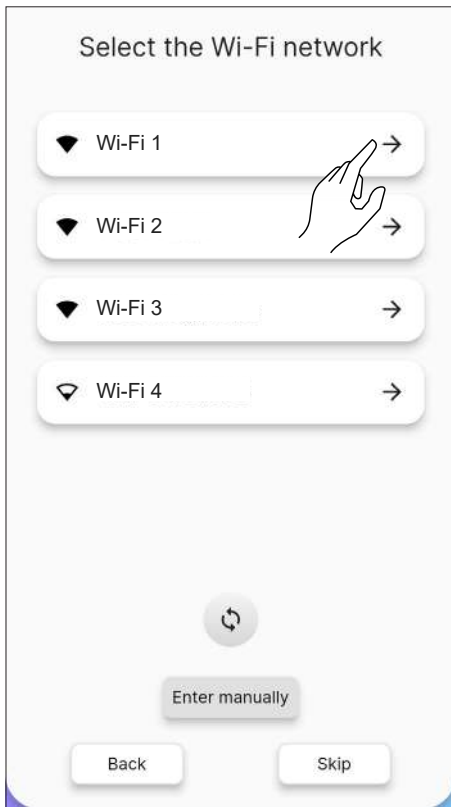 Select the Wi-Fi network
Wi-Fi 1
Wi-Fi 2
Wi-Fi 3
Wi-Fi 4
Enter manually
Back
Skip